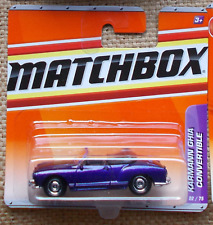 3+
MATCHBOX
KARMANN GHIA
CONVERTIBLE